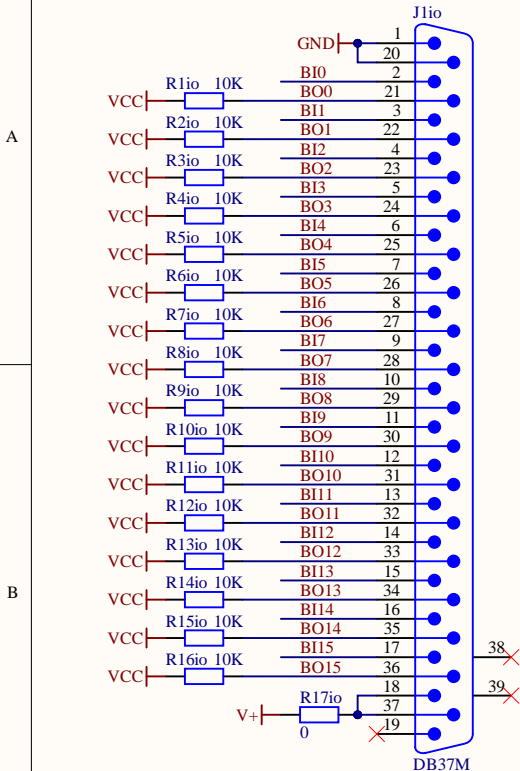 J1io
GND 1
20
BI0 2
R1io 10K BO0 21
VCC
BI1 3
R2io 10K BO1 22
VCC
A
BI2 4
R3io 10K BO2 23
VCC
BI3 5
R4io 10K BO3 24
VCC
BI4 6
R5io 10K BO4 25
VCC
BI5 7
R6io 10K BO5 26
VCC
BI6 8
R7io 10K BO6 27
VCC
BI7 9
R8io 10K BO7 28
VCC
BI8 10
R9io 10K BO8 29
VCC
BI9 11
R10io 10K BO9 30
VCC
BI10 12
R11io 10K BO10 31
VCC
BI11 13
R12io 10K BO11 32
VCC
BI12 14
R13io 10K BO12 33
VCC
BI13 15
B
R14io 10K BO13 34
VCC
BI14 16
R15io 10K BO14 35
VCC
BI15 17 38
R16io 10K BO15 36
VCC
R17io 18 39
V+ 37
0 19
DB37M